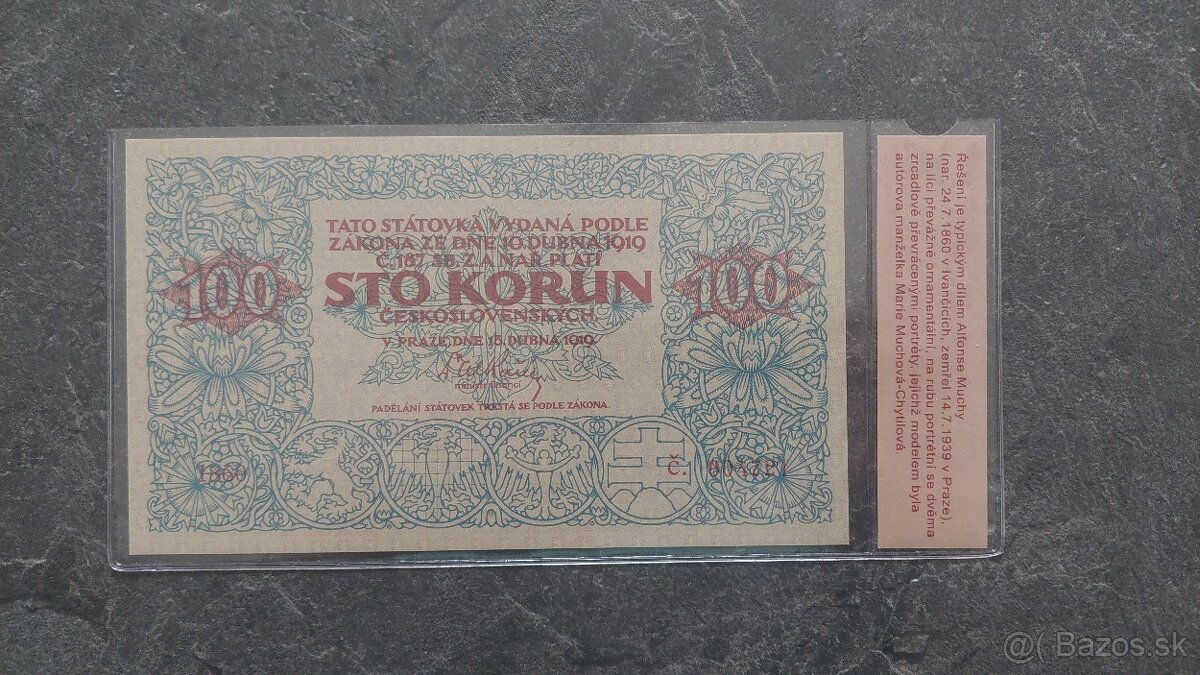 TATO STÁTOVKA VYDANÁ PODLE
ZÁKONA ZE DNE 10. DUBNA 1919
Č. 187 SB. Z. A NAŘ. PLATÍ
100 STO KORUN 100
ČESKOSLOVENSKÝCH
V PRAZE DNE 15. DUBNA 1919.
ministr financí
PADĚLÁNÍ STÁTOVEK TRESTÁ SE PODLE ZÁKONA.
1860 Č.
Řešení je typickým dílem Alfonse Muchy
(nar. 24.7.1860 v Ivančicích, zemřel 14.7.1939 v Praze),
na líci převážně ornamentální, na rubu portrétní se dvěma
zrcadlově převrácenými portréty, jejichž modelem byla
autorova manželka Marie Muchová-Chytilová.
@( Bazos.sk